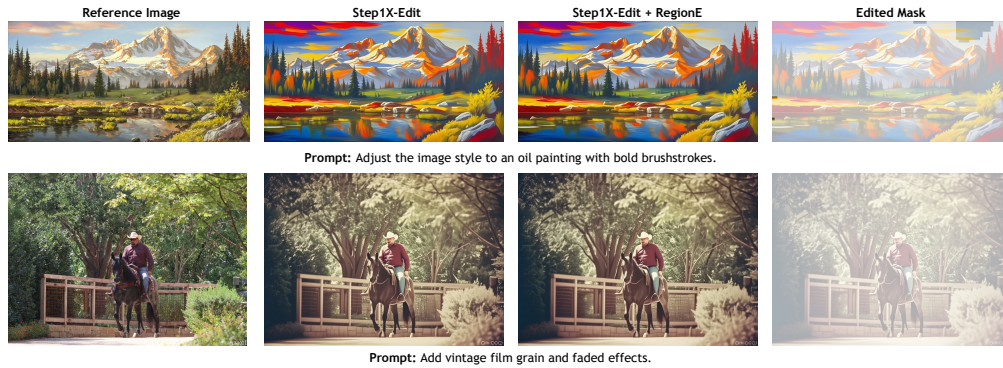 Reference Image
Step1X-Edit
Step1X-Edit + RegionE
Edited Mask
Prompt: Adjust the image style to an oil painting with bold brushstrokes.
Prompt: Add vintage film grain and faded effects.